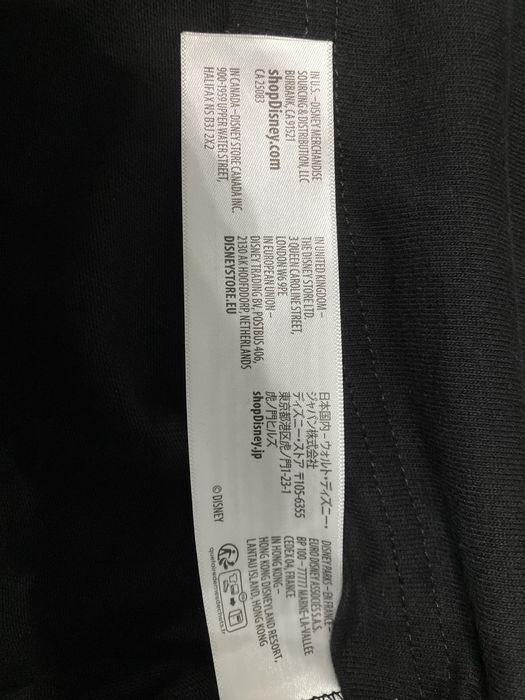 IN U.S. – DISNEY MERCHANDISE
SOURCING & DISTRIBUTION, LLC
BURBANK, CA 91521
shopDisney.com
CA 25083
IN CANADA – DISNEY STORE CANADA INC.
900-1959 UPPER WATER STREET,
HALIFAX NS B3J 2X2
IN UNITED KINGDOM –
THE DISNEY STORE LTD.
3 QUEEN CAROLINE STREET,
LONDON W6 9PE
IN EUROPEAN UNION –
DISNEY TRADING BV, POSTBUS 406,
2130 AK HOOFDDORP, NETHERLANDS
DISNEYSTORE.EU
日本国内 – ウォルト・ディズニー・
ジャパン株式会社
ディズニー・ストア 〒105-6355
東京都港区虎ノ門1-23-1
虎ノ門ヒルズ
shopDisney.jp
© DISNEY
DISNEY PARKS – EN FRANCE –
EURO DISNEY ASSOCIÉS S.A.S.
BP 100 – 77777 MARNE-LA-VALLÉE
CEDEX 04, FRANCE
IN HONG KONG –
HONG KONG DISNEYLAND RESORT,
LANTAU ISLAND, HONG KONG
quefairedemesdechets.fr